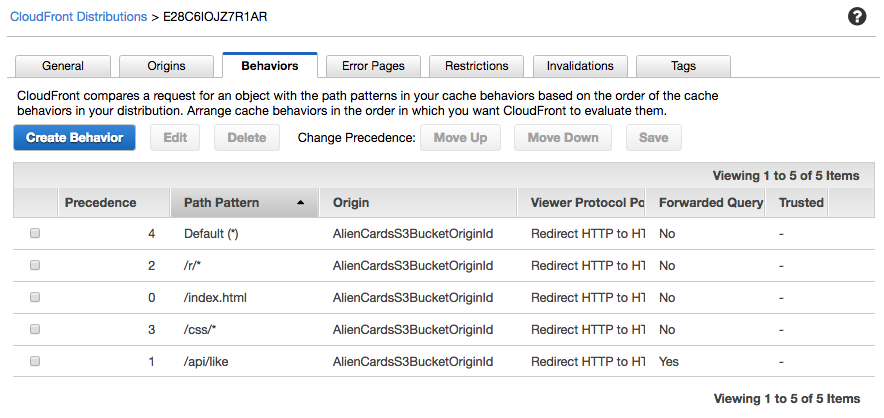 CloudFront Distributions > E28C6IOJZ7R1AR
?
General Origins Behaviors Error Pages Restrictions Invalidations Tags
CloudFront compares a request for an object with the path patterns in your cache behaviors based on the order of the cache
behaviors in your distribution. Arrange cache behaviors in the order in which you want CloudFront to evaluate them.
Create Behavior Edit Delete Change Precedence: Move Up Move Down Save
Viewing 1 to 5 of 5 Items
Precedence Path Pattern Origin Viewer Protocol Po Forwarded Query Trusted
4 Default (*) AlienCardsS3BucketOriginId Redirect HTTP to HT No -
2 /r/* AlienCardsS3BucketOriginId Redirect HTTP to HT No -
0 /index.html AlienCardsS3BucketOriginId Redirect HTTP to HT No -
3 /css/* AlienCardsS3BucketOriginId Redirect HTTP to HT No -
1 /api/like AlienCardsS3BucketOriginId Redirect HTTP to HT Yes -
Viewing 1 to 5 of 5 Items